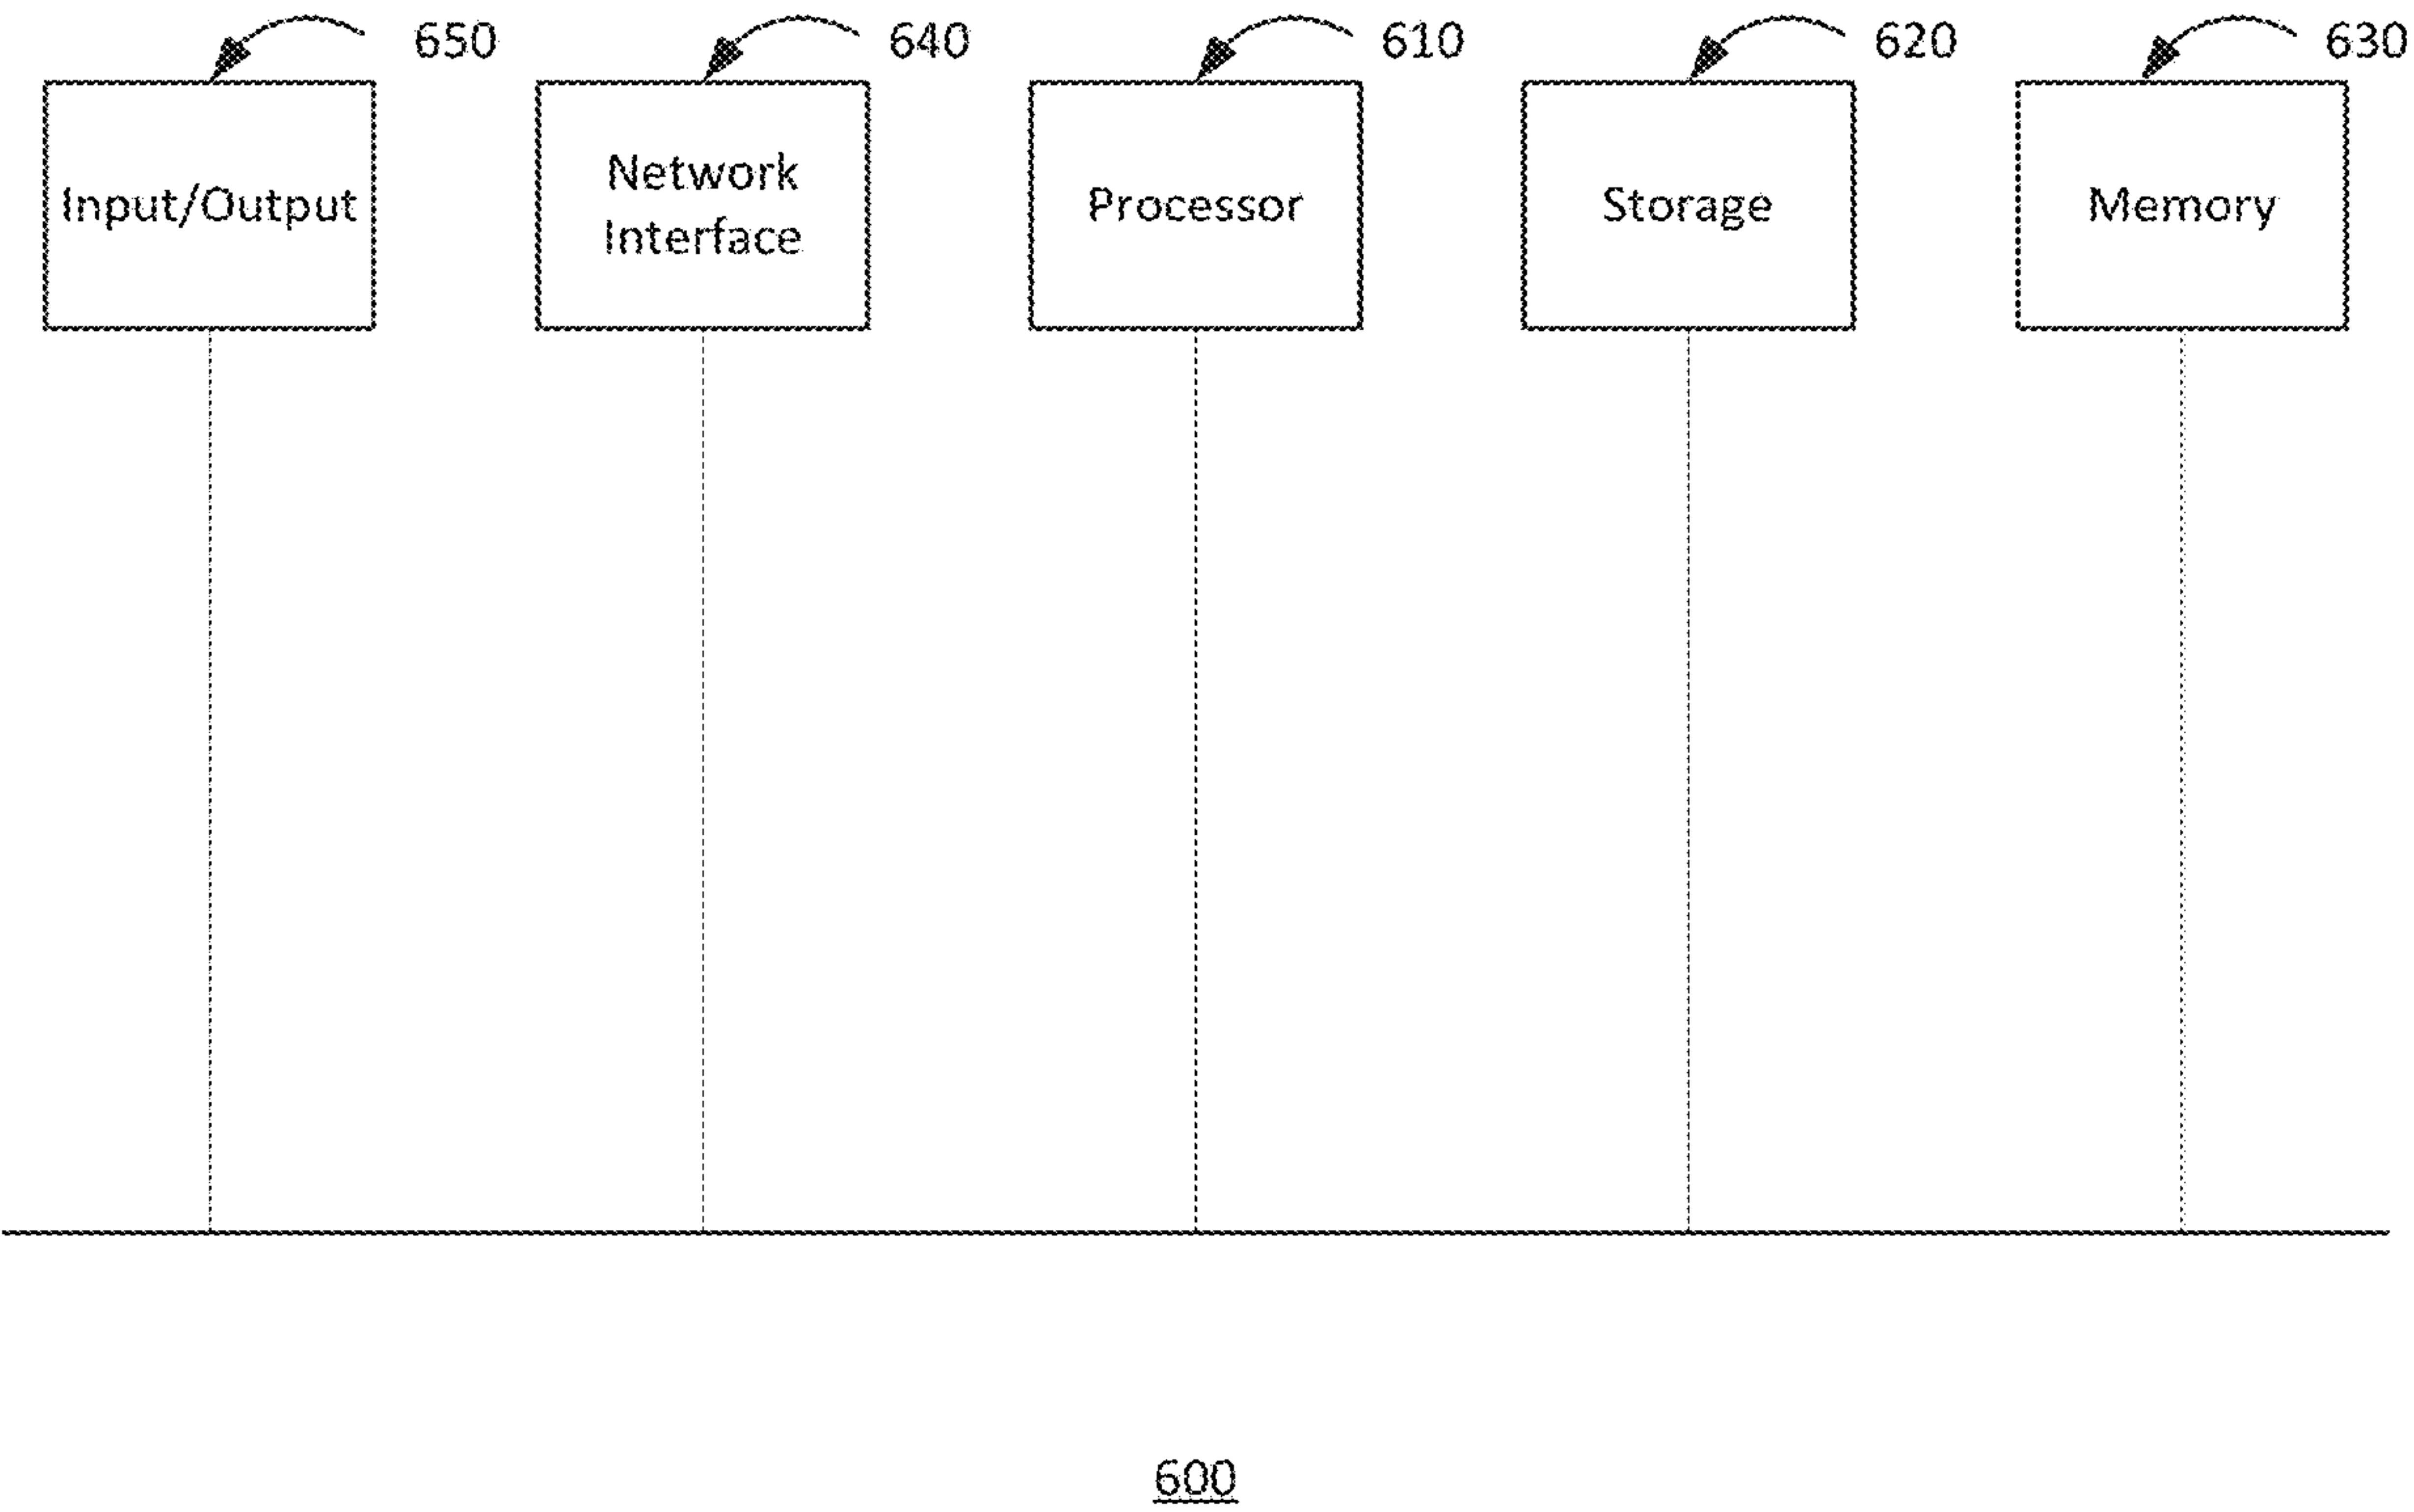 650
640
610
620
630
Input/Output
Network
Interface
Processor
Storage
Memory
600